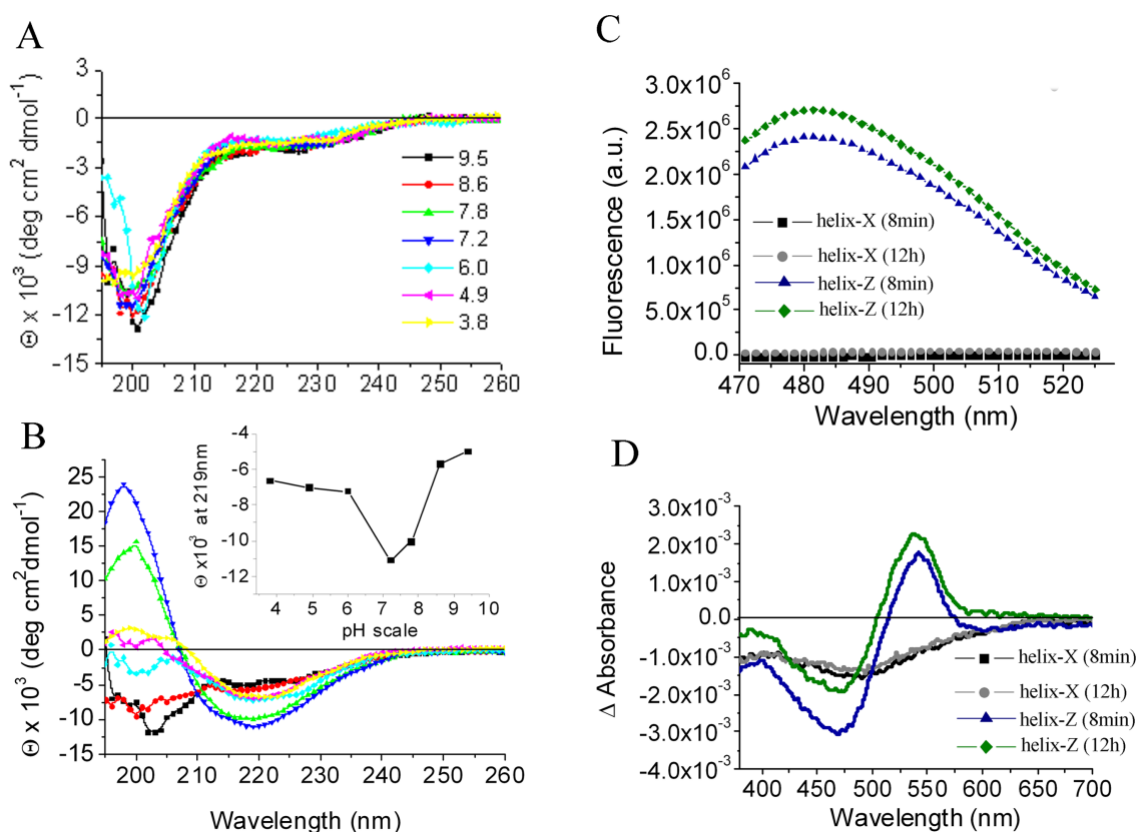 A
3
0
-3
-6
-9
-12
-15
Θ x 10³ (deg cm² dmol⁻¹)
9.5
8.6
7.8
7.2
6.0
4.9
3.8
200 210 220 230 240 250 260
B
25
20
15
10
5
0
-5
-10
-15
Θ x 10³ (deg cm²dmol⁻¹)
-4
-6
-8
-10
-12
Θ x10³ at 219nm
4 5 6 7 8 9 10
pH scale
200 210 220 230 240 250 260
Wavelength (nm)
C
3.0x10⁶
2.5x10⁶
2.0x10⁶
1.5x10⁶
1.0x10⁶
5.0x10⁵
0.0
Fluorescence (a.u.)
helix-X (8min)
helix-X (12h)
helix-Z (8min)
helix-Z (12h)
470 480 490 500 510 520
Wavelength (nm)
D
3.0x10⁻³
2.0x10⁻³
1.0x10⁻³
0.0
-1.0x10⁻³
-2.0x10⁻³
-3.0x10⁻³
-4.0x10⁻³
Δ Absorbance
helix-X (8min)
helix-X (12h)
helix-Z (8min)
helix-Z (12h)
400 450 500 550 600 650 700
Wavelength (nm)